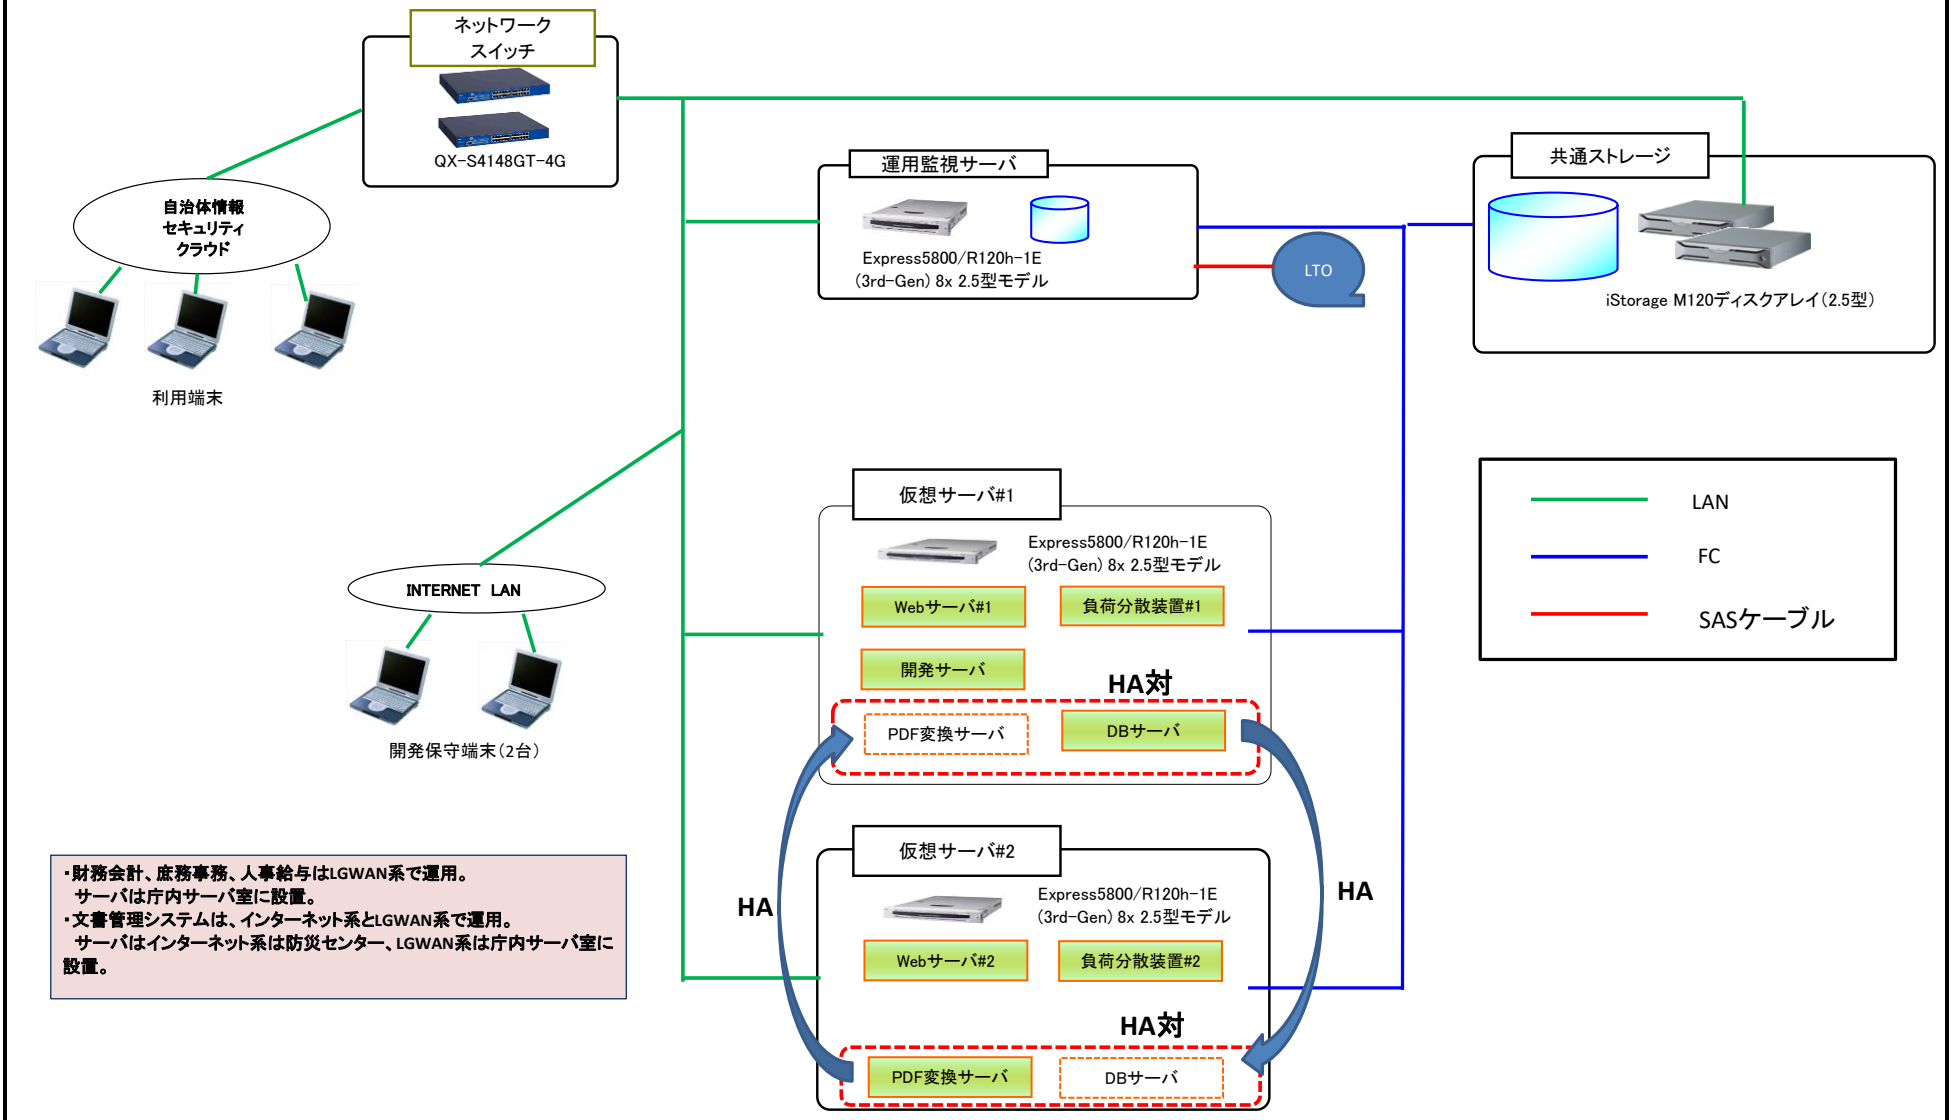 ネットワーク
スイッチ
QX-S4148GT-4G
自治体情報
セキュリティ
クラウド
利用端末
運用監視サーバ
Express5800/R120h-1E
(3rd-Gen) 8x 2.5型モデル
LTO
共通ストレージ
iStorage M120ディスクアレイ(2.5型)
INTERNET LAN
開発保守端末(2台)
仮想サーバ#1
Express5800/R120h-1E
(3rd-Gen) 8x 2.5型モデル
Webサーバ#1
負荷分散装置#1
開発サーバ
HA対
PDF変換サーバ
DBサーバ
LAN
FC
SASケーブル
仮想サーバ#2
Express5800/R120h-1E
(3rd-Gen) 8x 2.5型モデル
HA
HA
Webサーバ#2
負荷分散装置#2
HA対
PDF変換サーバ
DBサーバ
・財務会計、庶務事務、人事給与はLGWAN系で運用。
サーバは庁内サーバ室に設置。
・文書管理システムは、インターネット系とLGWAN系で運用。
サーバはインターネット系は防災センター、LGWAN系は庁内サーバ室に
設置。